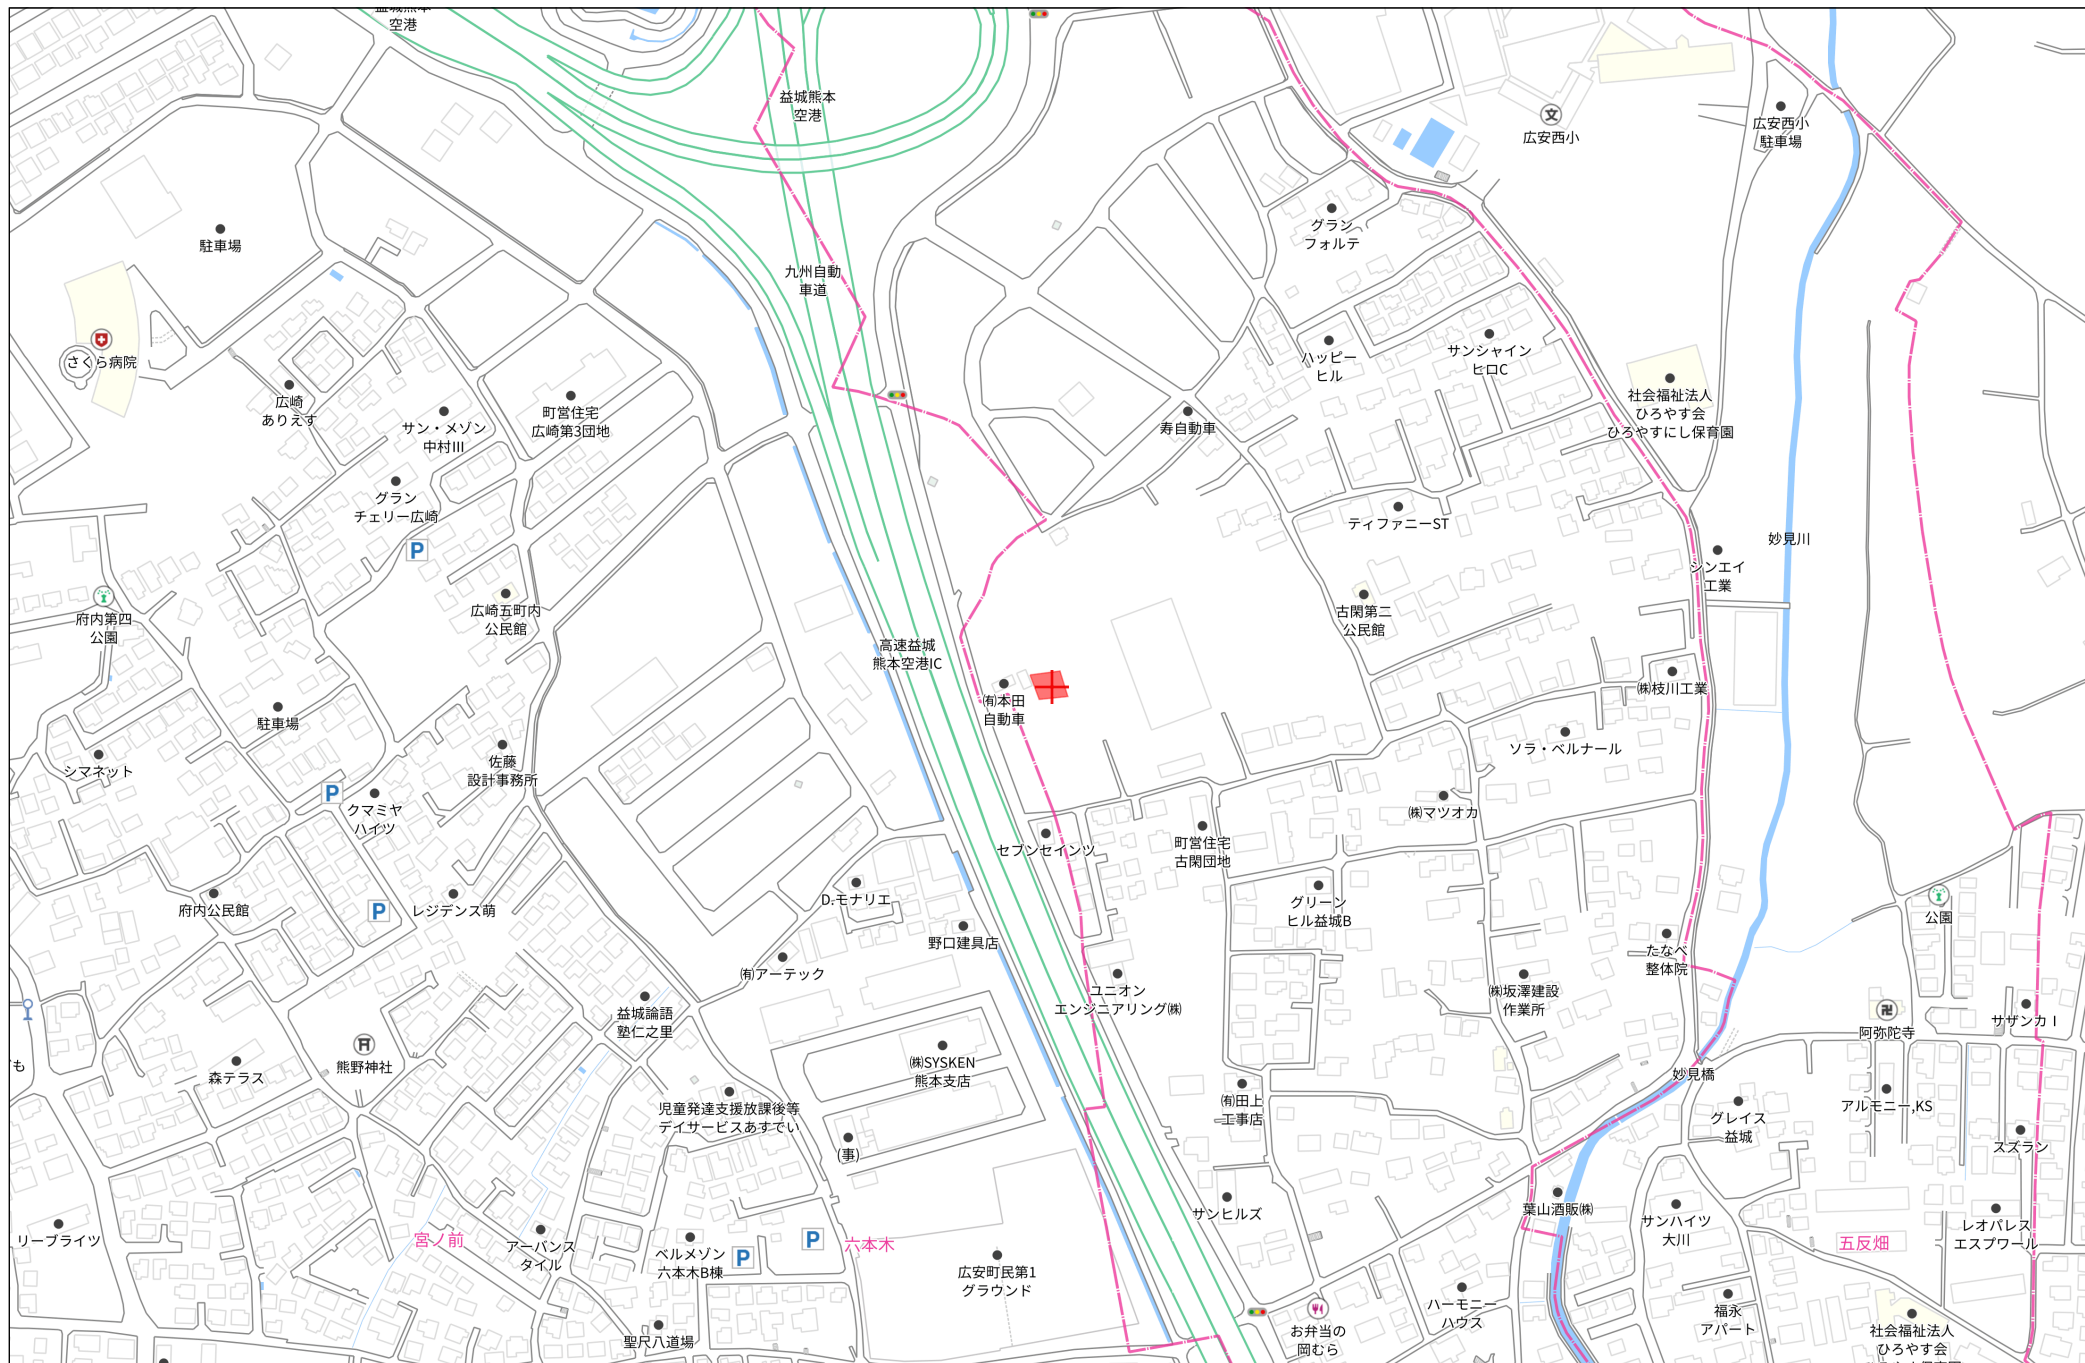 空港
益城熊本
空港
文
広安西小
広安西小
駐車場
駐車場
グラン
フォルテ
九州自動
車道
さくら病院
広崎
ありえす
サン・メゾン
中村III
町営住宅
広崎第3団地
寿自動車
ハッピー
ヒル
サンシャイン
ヒロC
社会福祉法人
ひろやす会
ひろやすにし保育園
グラン
チェリー広崎
P
ティファニーST
妙見川
シンエイ
工業
府内第四
公園
広崎五町内
公民館
古閑第二
公民館
高速益城
熊本空港IC
㈲本田
自動車
㈱枝川工業
駐車場
シマネット
佐藤
設計事務所
ソラ・ベルナール
P
クマミヤ
ハイツ
㈱マツオカ
セブンセインツ
町営住宅
古閑団地
府内公民館
P
レジデンス萌
D.モナリエ
グリーン
ヒル益城B
公園
野口建具店
たなべ
整体院
㈲アーテック
ユニオン
エンジニアリング㈱
㈱坂澤建設
作業所
益城論語
塾仁之里
阿弥陀寺
サザンカⅠ
も
森テラス
熊野神社
㈱SYSKEN
熊本支店
妙見橋
児童発達支援放課後等
デイサービスあすてい
㈲田上
工事店
グレイス
益城
アルモニー,KS
(事)
スズラン
リーブライツ
宮ノ前
アーバンス
タイル
ベルメゾン
六本木B棟
P
P
六本木
サンヒルズ
葉山酒販㈱
サンハイツ
大川
五反畑
レオパレス
エスプワール
広安町民第1
グラウンド
ハーモニー
ハウス
福永
アパート
聖尺八道場
お弁当の
岡むら
社会福祉法人
ひろやす会